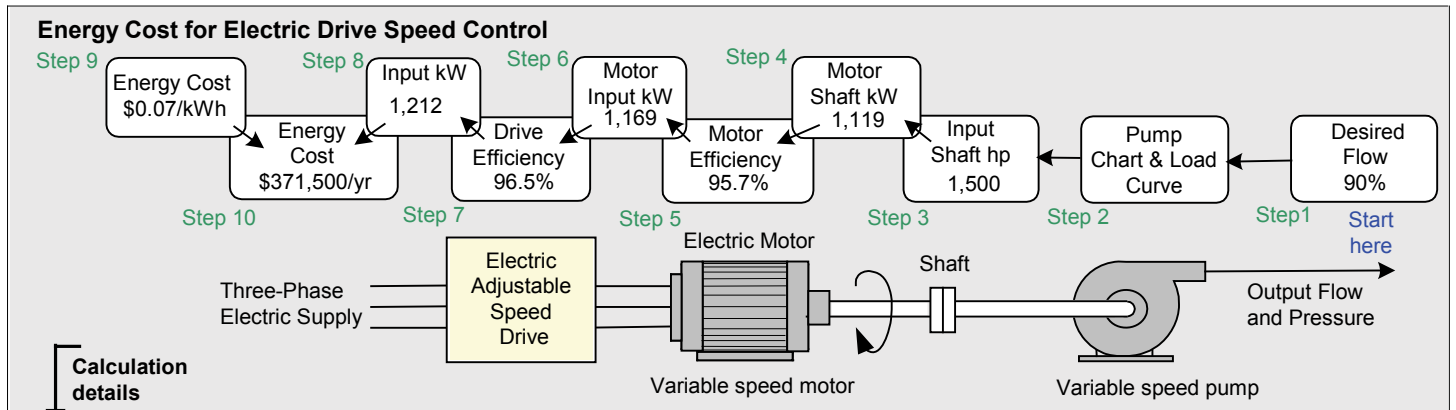 Energy Cost for Electric Drive Speed Control
Step 9
Energy Cost
$0.07/kWh
Step 8
Input kW
1,212
Step 6
Motor
Input kW
1,169
Step 4
Motor
Shaft kW
1,119
Energy
Cost
$371,500/yr
Step 10
Drive
Efficiency
96.5%
Step 7
Motor
Efficiency
95.7%
Step 5
Input
Shaft hp
1,500
Step 3
Pump
Chart & Load
Curve
Step 2
Desired
Flow
90%
Step1
Start
here
Three-Phase
Electric Supply
Electric
Adjustable
Speed
Drive
Electric Motor
Shaft
Output Flow
and Pressure
Variable speed motor
Variable speed pump
Calculation
details